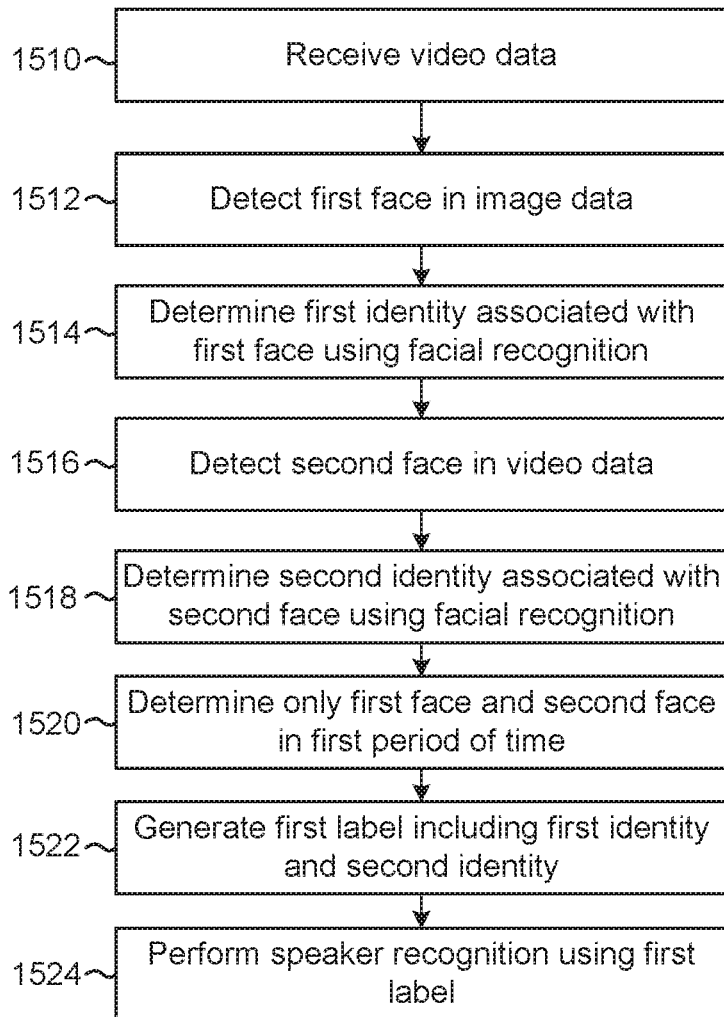 1510 Receive video data
1512 Detect first face in image data
1514 Determine first identity associated with
first face using facial recognition
1516 Detect second face in video data
1518 Determine second identity associated with
second face using facial recognition
1520 Determine only first face and second face
in first period of time
1522 Generate first label including first identity
and second identity
1524 Perform speaker recognition using first
label